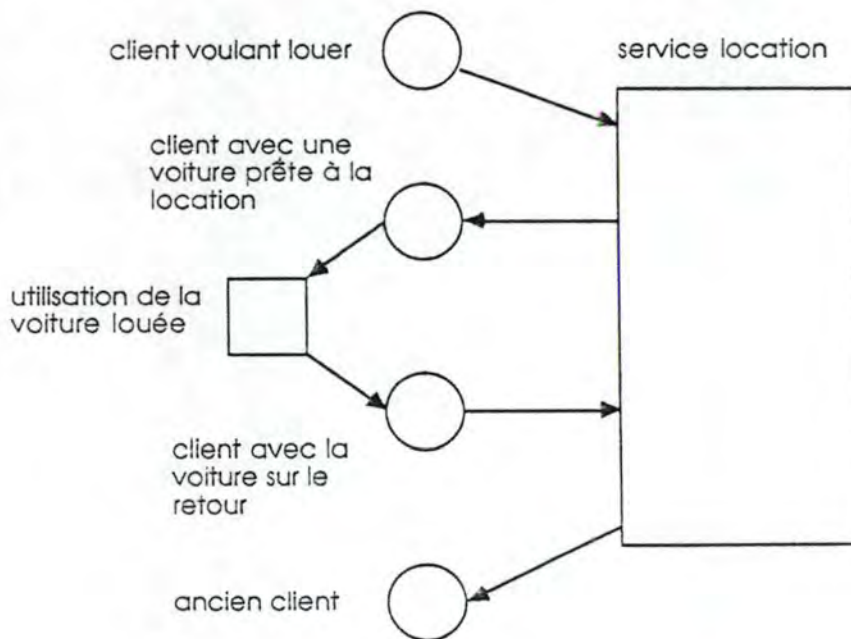 client voulant louer
service location
client avec une
voiture prête à la
location
utilisation de la
voiture louée
client avec la
voiture sur le
retour
ancien client